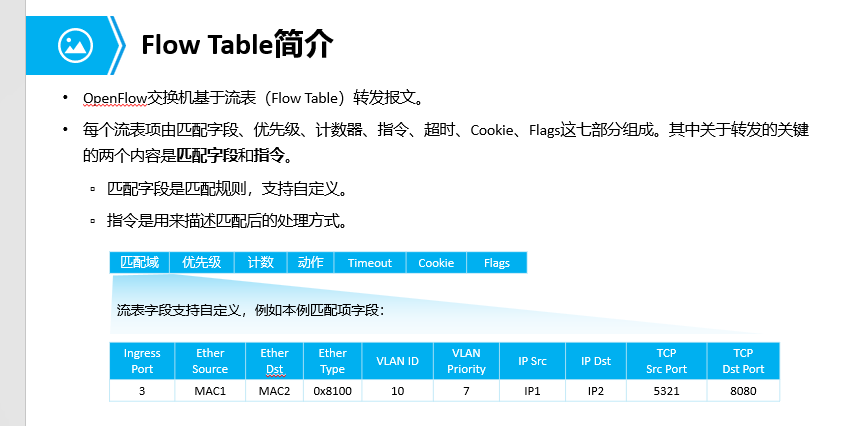 Flow Table简介
• OpenFlow交换机基于流表（Flow Table）转发报文。
• 每个流表项由匹配字段、优先级、计数器、指令、超时、Cookie、Flags这七部分组成。其中关于转发的关键
的两个内容是匹配字段和指令。
▫ 匹配字段是匹配规则，支持自定义。
▫ 指令是用来描述匹配后的处理方式。
匹配域 优先级 计数 动作 Timeout Cookie Flags
流表字段支持自定义，例如本例匹配项字段：
Ingress Ether Ether Ether VLAN ID VLAN IP Src IP Dst TCP TCP
Port Source Dst Type Priority Src Port Dst Port
3 MAC1 MAC2 0x8100 10 7 IP1 IP2 5321 8080